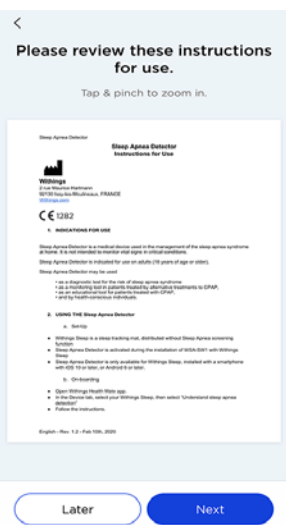 Please review these instructions
for use.
Tap & pinch to zoom in.
Sleep Apnea Detector
Sleep Apnea Detector
Instructions for Use
Withings
2 rue Maurice Hartmann
92130 Issy-les-Moulineaux, FRANCE
Withings.com
CE 1282
1. INDICATIONS FOR USE
Sleep Apnea Detector is a medical device used in the management of the sleep apnea syndrome
at home. It is not intended to monitor vital signs in critical conditions.
Sleep Apnea Detector is indicated for use on adults (18 years of age or older).
Sleep Apnea Detector may be used
• as a diagnostic tool for the risk of sleep apnea syndrome
• as a monitoring tool in patients treated by alternative treatments to CPAP,
• as an educational tool for patients treated with CPAP,
• and by health-conscious individuals.
2. USING THE Sleep Apnea Detector
a. Set-Up
• Withings Sleep is a sleep tracking mat, distributed without Sleep Apnea screening
function
• Sleep Apnea Detector is activated during the installation of WSA-SW1 with Withings
Sleep
• Sleep Apnea Detector is only available for Withings Sleep, installed with a smartphone
with iOS 10 or later, or Android 6 or later.
b. On-boarding
• Open Withings Health Mate app.
• In the Device tab, select your Withings Sleep, then select "Understand sleep apnea
detection"
• Follow the instructions.
English - Rev. 1.2 - Feb 10th, 2020
Later
Next